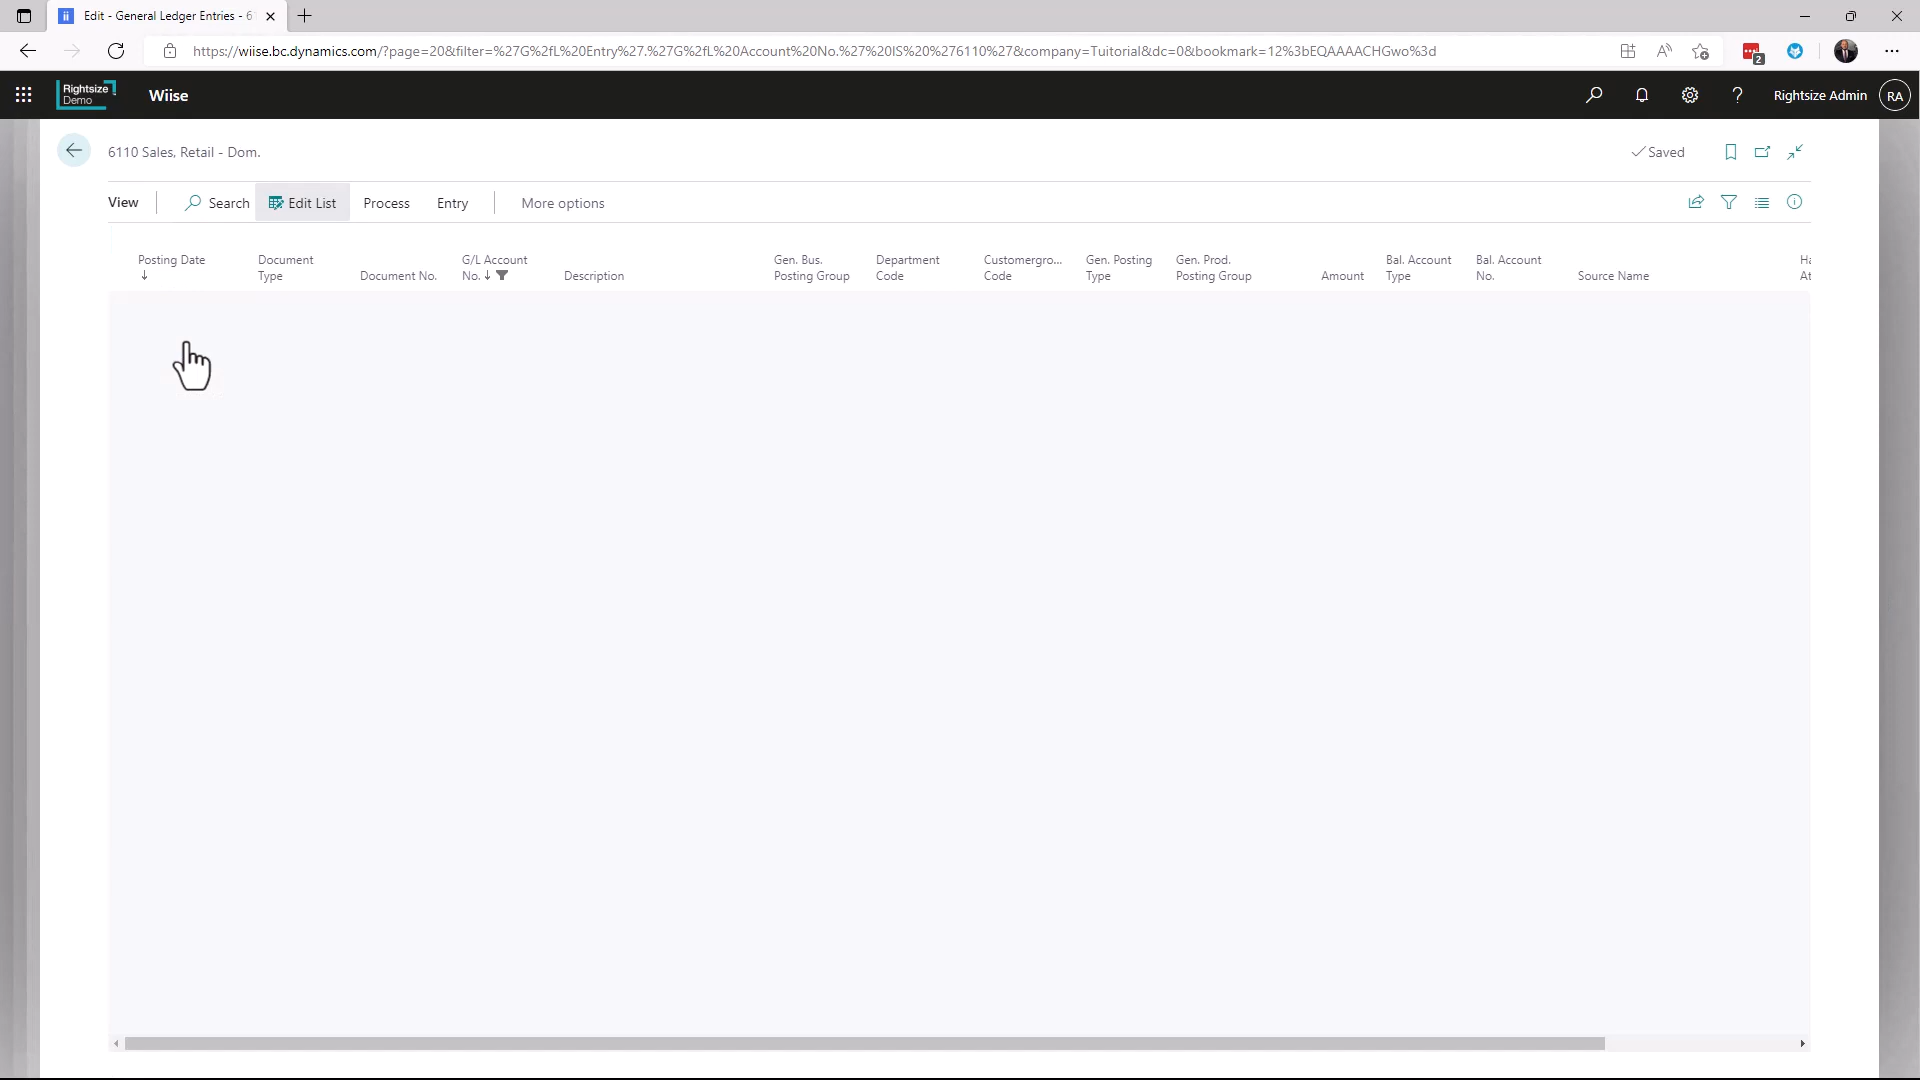 Edit - General Ledger Entries - 61
https://wiise.bc.dynamics.com/?page=20&filter=%27G%2fL%20Entry%27.%27G%2fL%20Account%20No.%27%20IS%20%276110%27&company=Tuitorial&dc=0&bookmark=12%3bEQAAAACHGwo%3d
2
Rightsize
Demo
Wiise
?
Rightsize Admin
RA
6110 Sales, Retail - Dom.
Saved
View
Search
Edit List
Process
Entry
More options
Posting Date
Document
Type
Document No.
G/L Account
No.
Description
Gen. Bus.
Posting Group
Department
Code
Customergro...
Code
Gen. Posting
Type
Gen. Prod.
Posting Group
Amount
Bal. Account
Type
Bal. Account
No.
Source Name
Ha
At